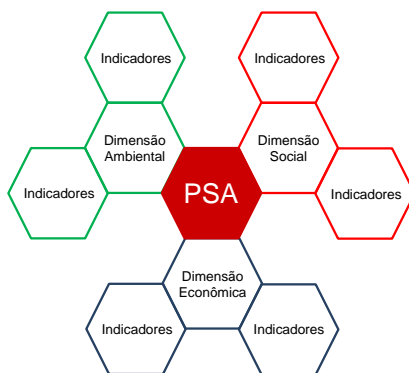 Indicadores
Indicadores
Dimensão
Ambiental
Dimensão
Social
PSA
Indicadores
Indicadores
Dimensão
Econômica
Indicadores
Indicadores